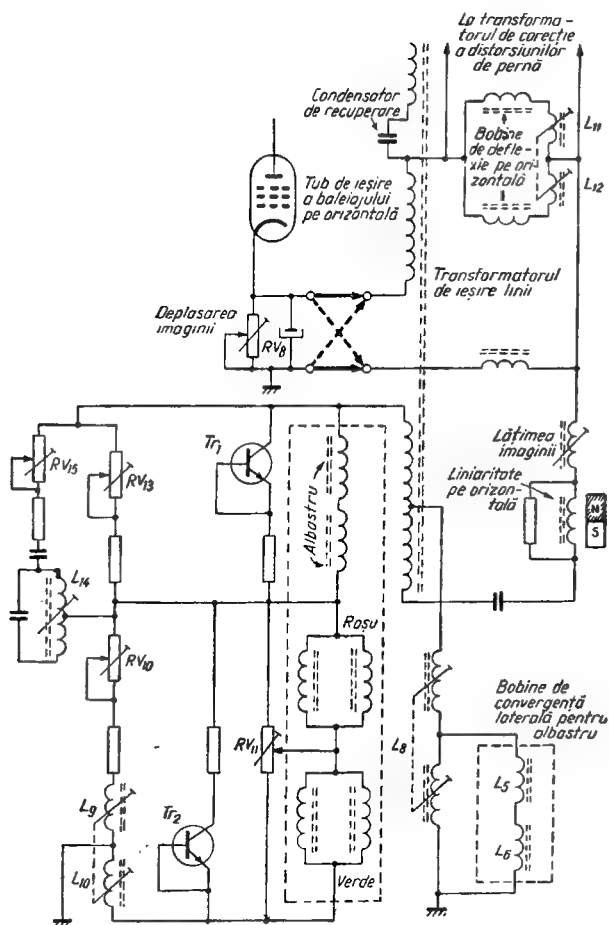 La transforma-
torul de corecție
a distorsiunilor
de pernă
Condensator
de recuperare
L11
Bobine
de defle-
xie pe ori-
zontală
L12
Tub de ieșire
a baleiajului
pe orizontală
Transformatorul
de ieșire linii
Deplasarea
imaginii
RV8
Lățimea
imaginii
Liniaritate
pe orizon-
tală
N
S
Tr1
RV15
RV13
Albastru
L14
Roșu
RV10
Bobine de
convergență
laterală pentru
albastru
RV11
L8
L5
L9
Tr2
L6
L10
Verde